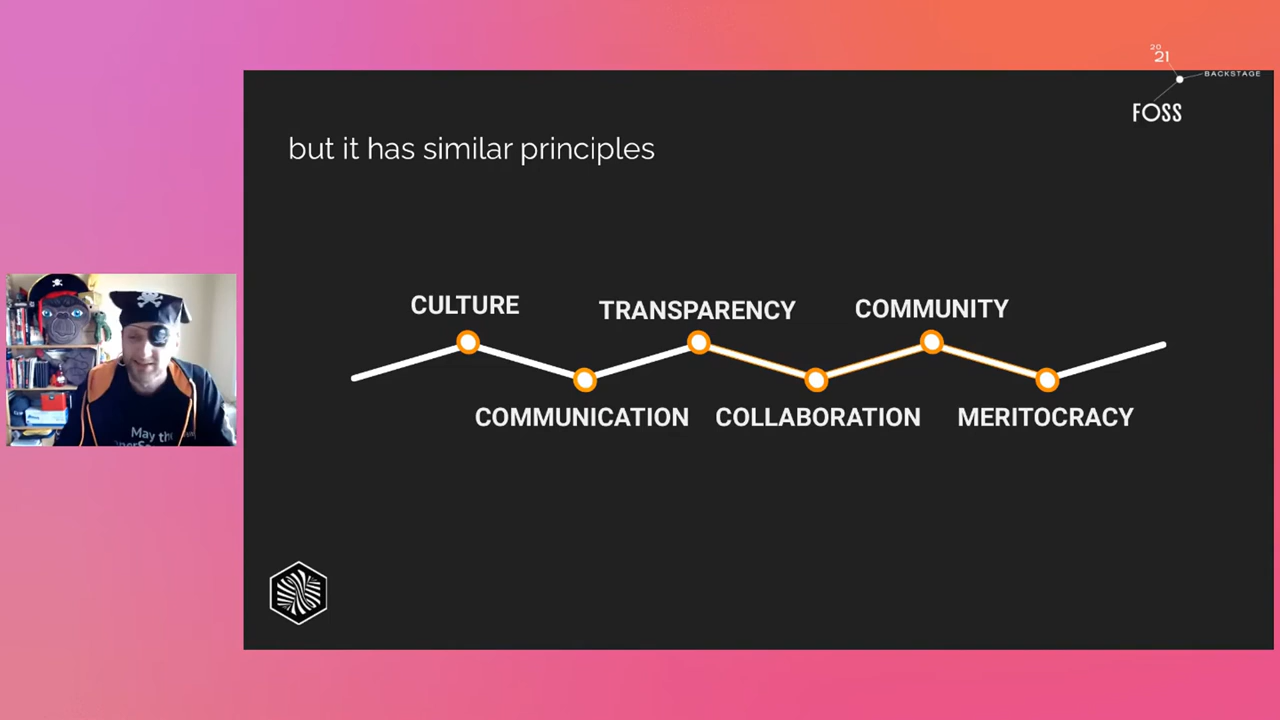 20
21
BACKSTAGE
FOSS
but it has similar principles
CULTURE
TRANSPARENCY
COMMUNITY
COMMUNICATION
COLLABORATION
MERITOCRACY
May the